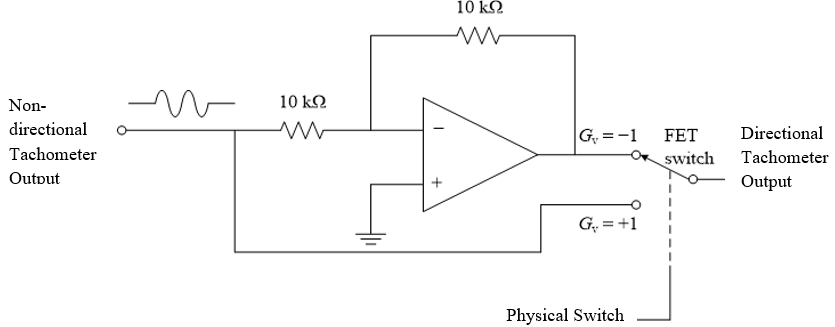 10 kΩ
Non-
directional
Tachometer
Output
10 kΩ
−
+
Gv = −1
FET
switch
Directional
Tachometer
Output
Gv = +1
Physical Switch